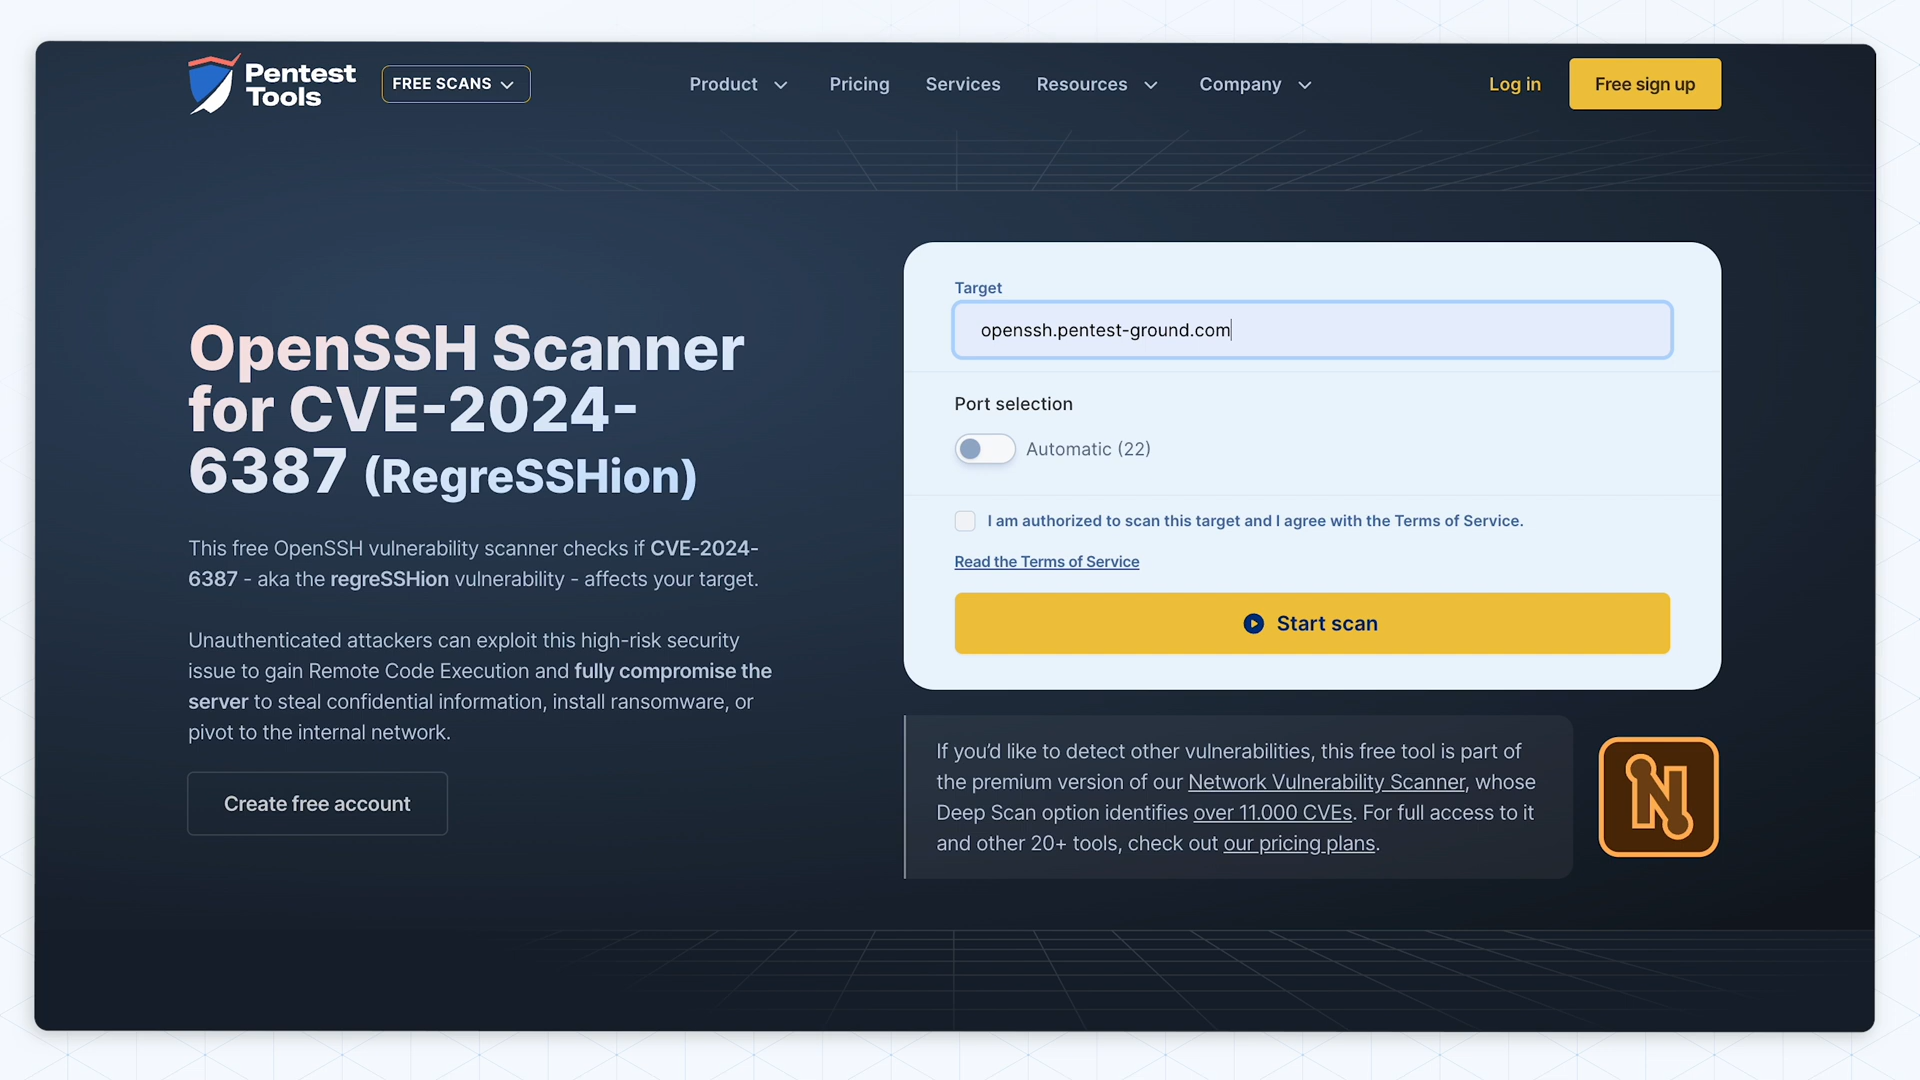 Pentest
Tools
FREE SCANS
Product
Pricing
Services
Resources
Company
Log in
Free sign up
OpenSSH Scanner
for CVE-2024-
6387 (RegreSSHion)
This free OpenSSH vulnerability scanner checks if CVE-2024-
6387 - aka the regreSSHion vulnerability - affects your target.
Unauthenticated attackers can exploit this high-risk security
issue to gain Remote Code Execution and fully compromise the
server to steal confidential information, install ransomware, or
pivot to the internal network.
Create free account
Target
openssh.pentest-ground.com
Port selection
Automatic (22)
I am authorized to scan this target and I agree with the Terms of Service.
Read the Terms of Service
Start scan
If you’d like to detect other vulnerabilities, this free tool is part of
the premium version of our Network Vulnerability Scanner, whose
Deep Scan option identifies over 11.000 CVEs. For full access to it
and other 20+ tools, check out our pricing plans.
N